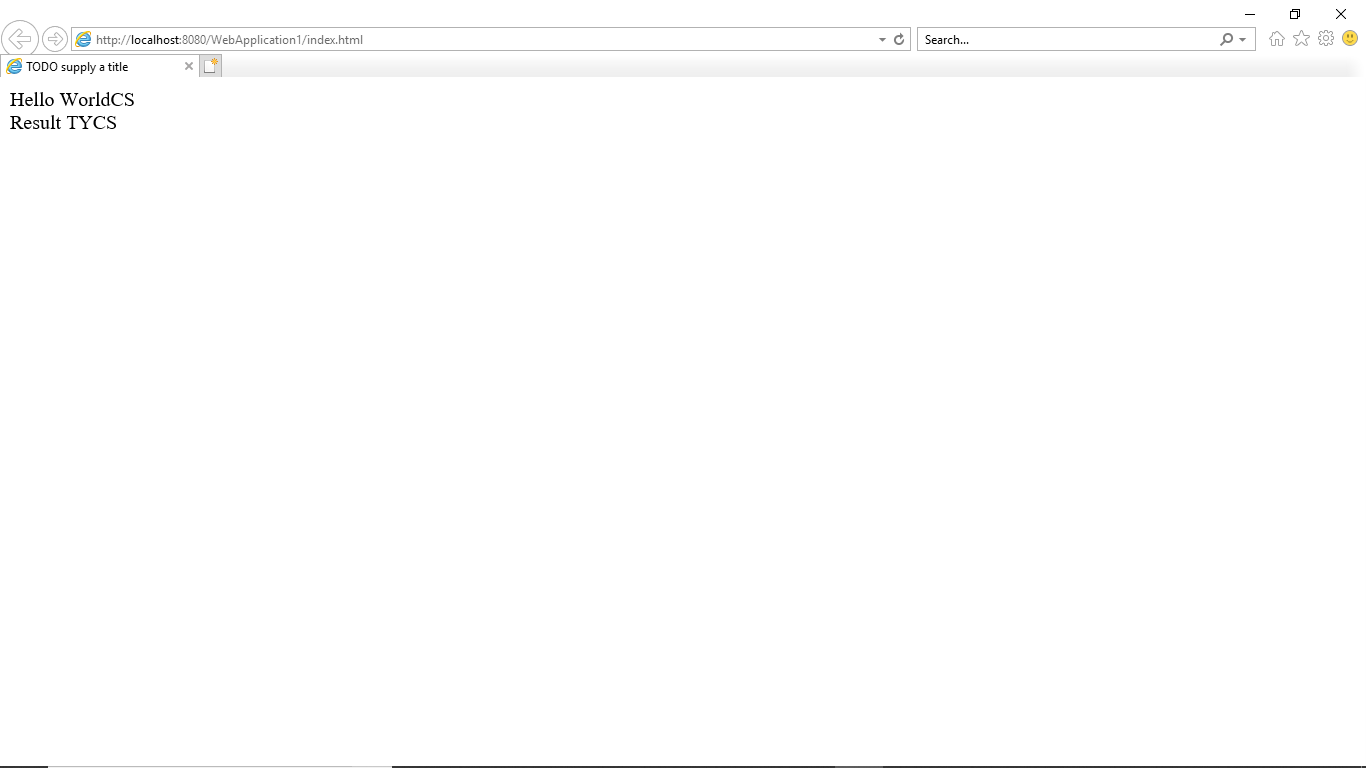 http://localhost:8080/WebApplication1/index.html
Search...
TODO supply a title
Hello WorldCS
Result TYCS